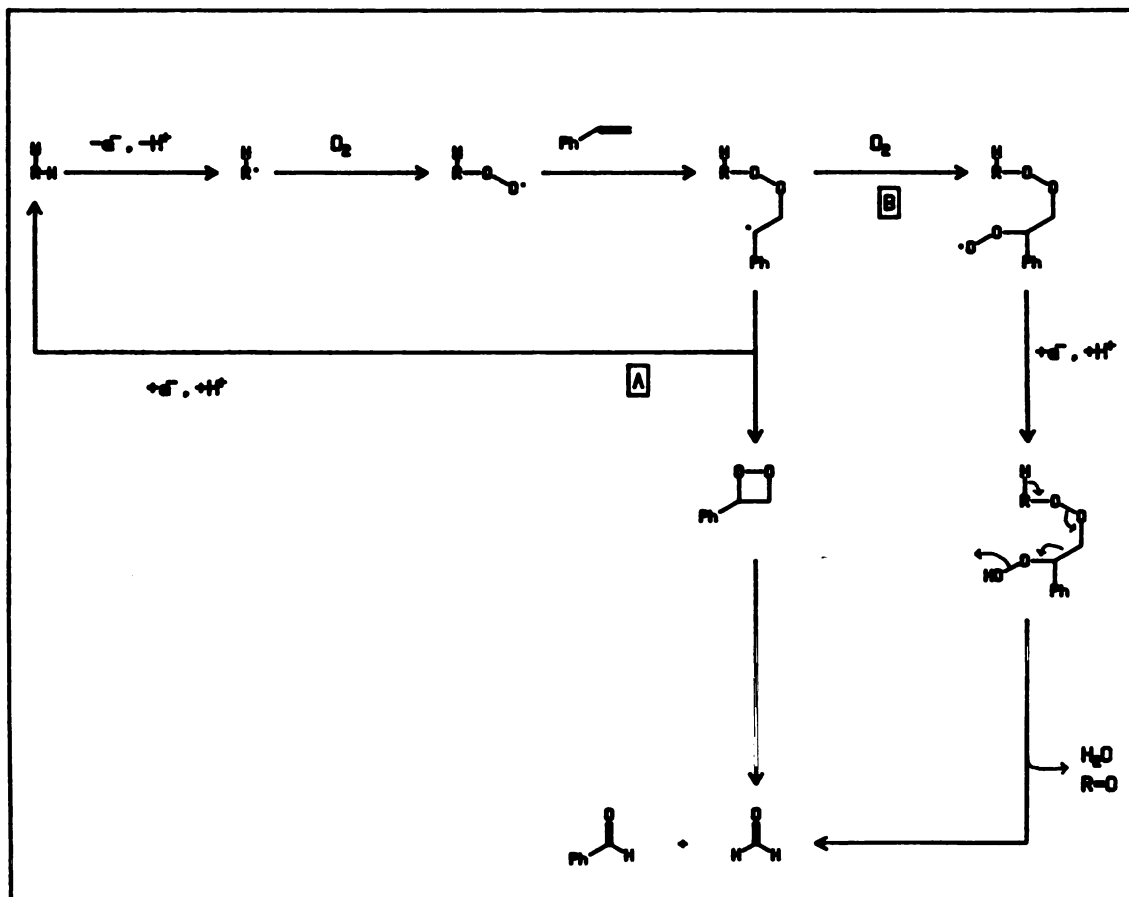 -e⁻, -H⁺
O₂
Ph
O₂
H
R-H
H
R·
H
R-O
O·
H
R-O
O
·
Ph
B
H
R-O
O
·O-O
Ph
+e⁻, +H⁺
A
+e⁻, +H⁺
O-O
Ph
H
R-O
O
HO
O
Ph
H₂O
R=O
O
Ph H
+
O
H H